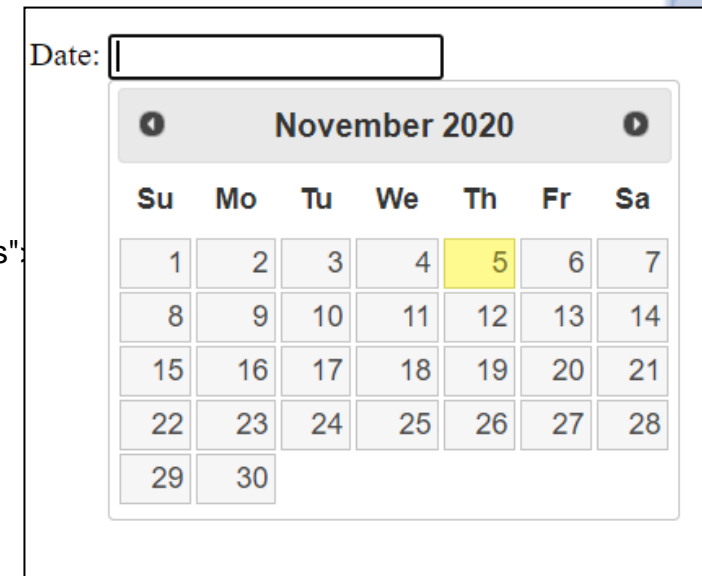 Date:
November 2020
Su Mo Tu We Th Fr Sa
s":
1 2 3 4 5 6 7
8 9 10 11 12 13 14
15 16 17 18 19 20 21
22 23 24 25 26 27 28
29 30